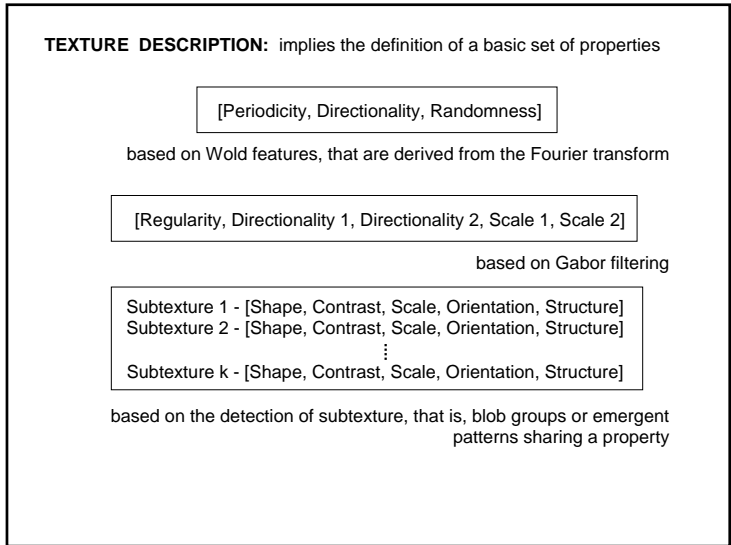 TEXTURE DESCRIPTION: implies the definition of a basic set of properties
[Periodicity, Directionality, Randomness]
based on Wold features, that are derived from the Fourier transform
[Regularity, Directionality 1, Directionality 2, Scale 1, Scale 2]
based on Gabor filtering
Subtexture 1 - [Shape, Contrast, Scale, Orientation, Structure]
Subtexture 2 - [Shape, Contrast, Scale, Orientation, Structure]
Subtexture k - [Shape, Contrast, Scale, Orientation, Structure]
based on the detection of subtexture, that is, blob groups or emergent
patterns sharing a property